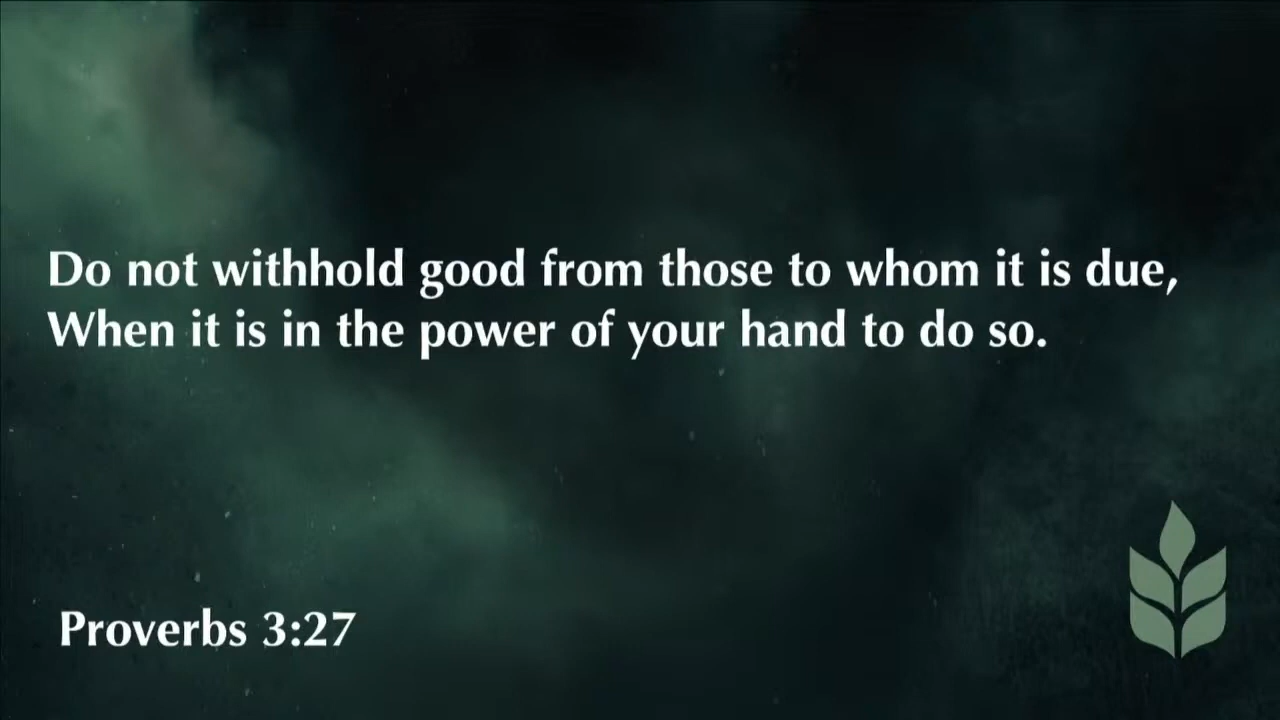 Do not withhold good from those to whom it is due,
When it is in the power of your hand to do so.
Proverbs 3:27